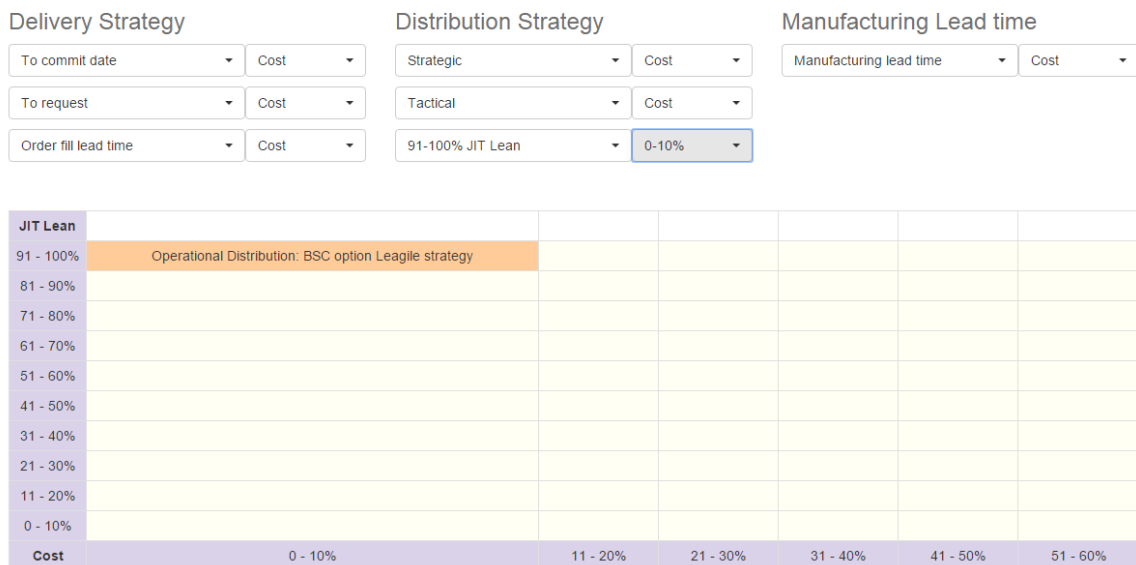 Delivery Strategy Distribution Strategy Manufacturing Lead time
To commit date Cost Strategic Cost Manufacturing lead time Cost
To request Cost Tactical Cost
Order fill lead time Cost 91-100% JIT Lean 0-10%
JIT Lean
91 - 100% Operational Distribution: BSC option Leagile strategy
81 - 90%
71 - 80%
61 - 70%
51 - 60%
41 - 50%
31 - 40%
21 - 30%
11 - 20%
0 - 10%
Cost 0 - 10% 11 - 20% 21 - 30% 31 - 40% 41 - 50% 51 - 60%